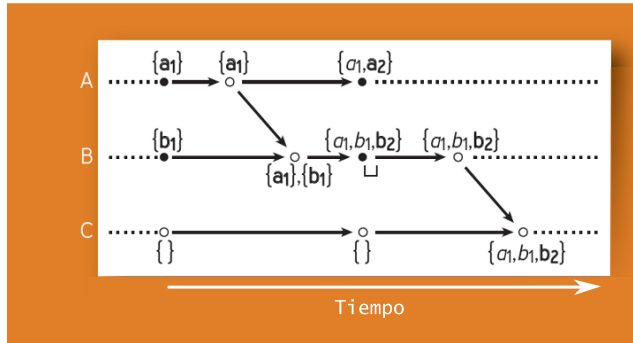 {a1} {a1} {a1,a2}
A
{b1} {a1,b1,b2} {a1,b1,b2}
B
{a1},{b1} ⊔
C
{} {} {a1,b1,b2}
Tiempo